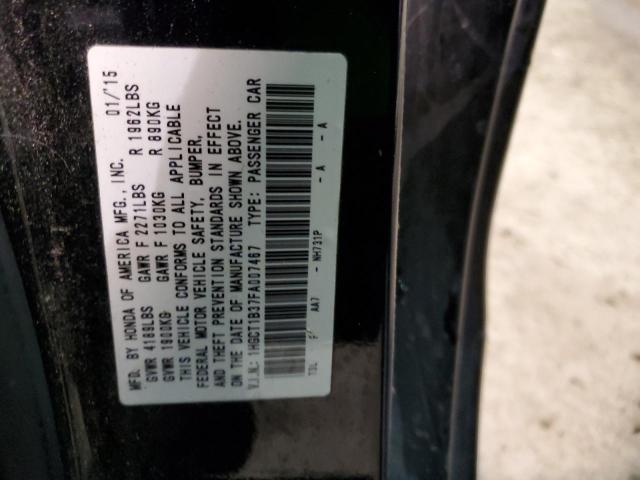 MFD. BY HONDA OF AMERICA MFG., INC. 01/'15
GVWR 4189LBS GAWR F 2271LBS R 1962LBS
GVWR 1900KG GAWR F 1030KG R 890KG
THIS VEHICLE CONFORMS TO ALL APPLICABLE
FEDERAL MOTOR VEHICLE SAFETY, BUMPER,
AND THEFT PREVENTION STANDARDS IN EFFECT
ON THE DATE OF MANUFACTURE SHOWN ABOVE.
V.I.N.: 1HGCT1B37FA007467 TYPE: PASSENGER CAR
T3L F AA7 - NH731P - A - A